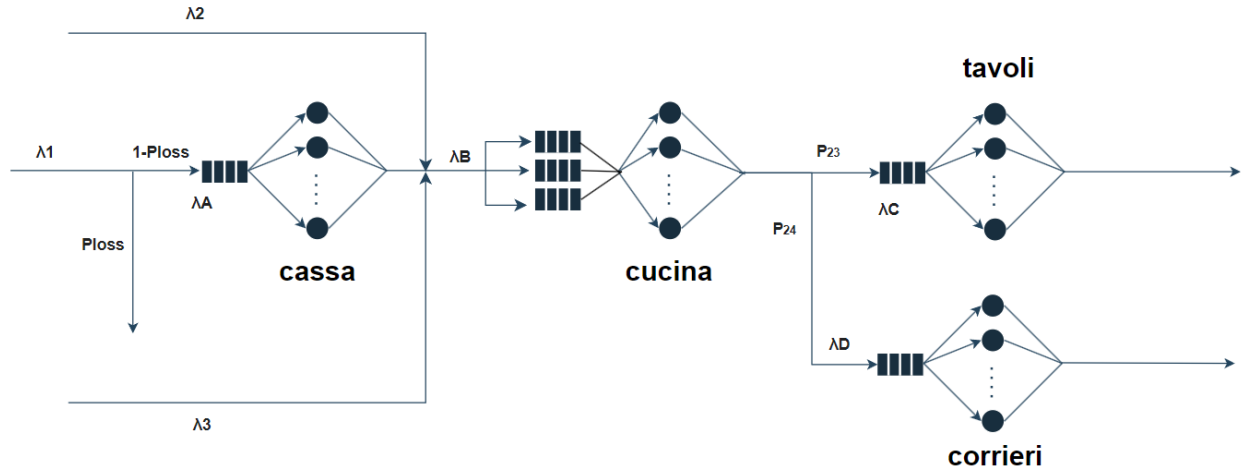 λ2
tavoli
λ1
1-Ploss
λB
P23
λA
λC
Ploss
P24
cassa
cucina
λD
λ3
corrieri